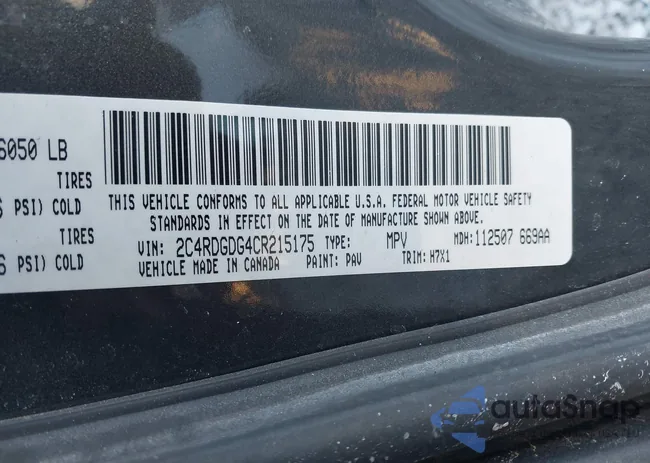 6050 LB
TIRES
PSI) COLD
TIRES
PSI) COLD
THIS VEHICLE CONFORMS TO ALL APPLICABLE U.S.A. FEDERAL MOTOR VEHICLE SAFETY
STANDARDS IN EFFECT ON THE DATE OF MANUFACTURE SHOWN ABOVE.
VIN: 2C4RDGDG4CR215175 TYPE: MPV MDH: 112507 669AA
VEHICLE MADE IN CANADA PAINT: PAV TRIM: H7X1
autoSnap